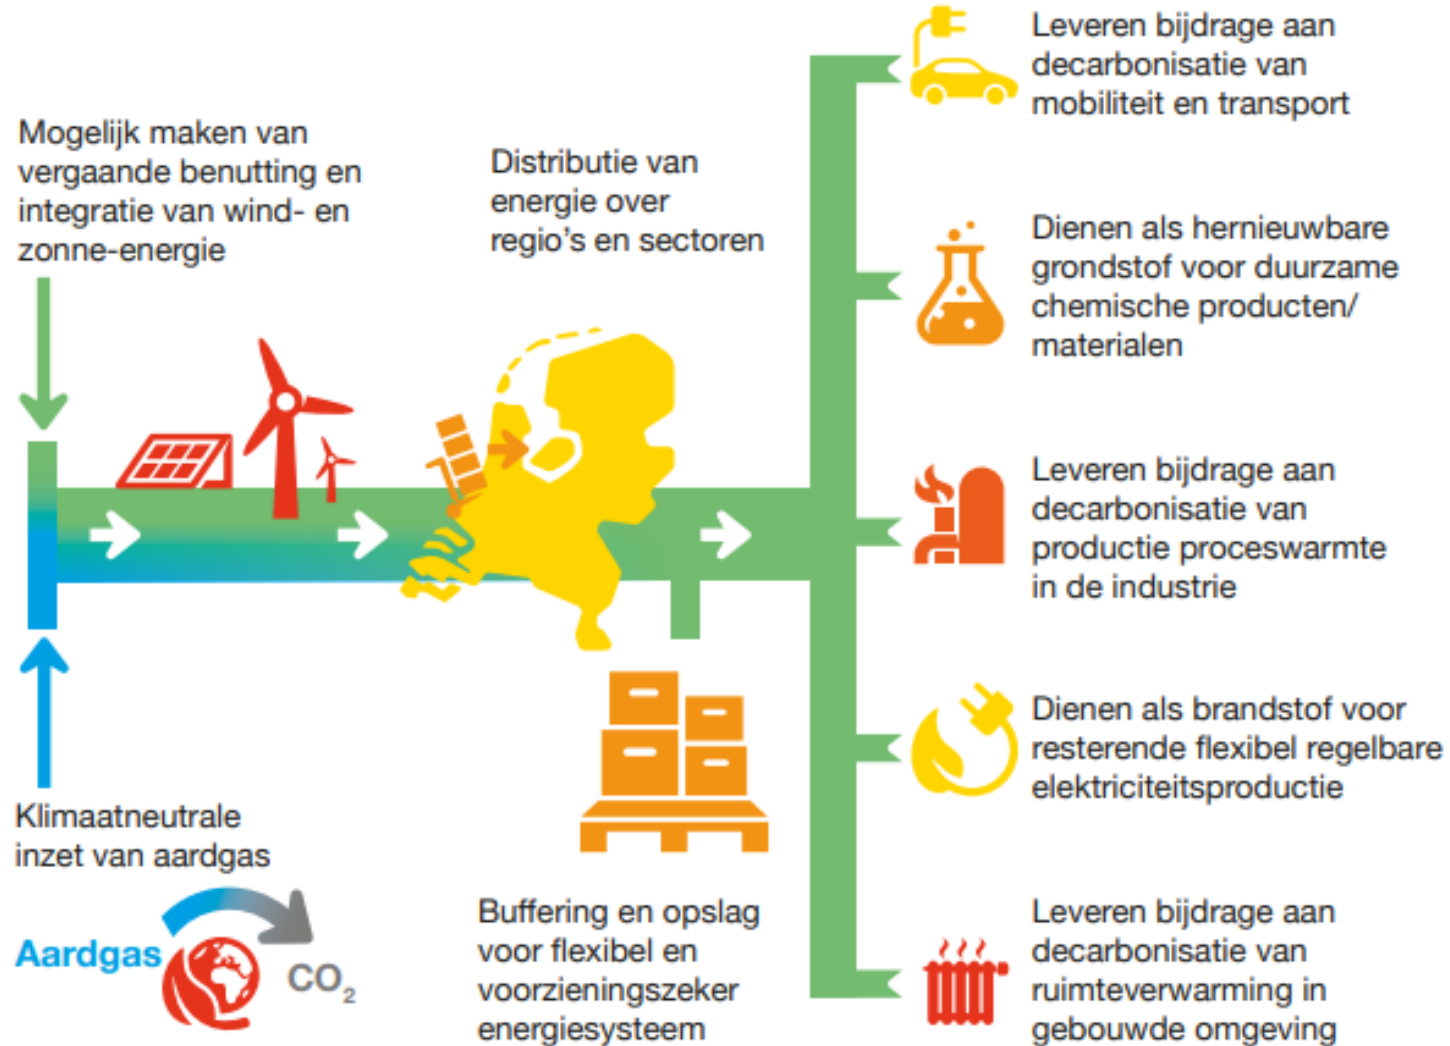 Mogelijk maken van
vergaande benutting en
integratie van wind- en
zonne-energie
Klimaatneutrale
inzet van aardgas
Aardgas
CO₂
Distributie van
energie over
regio's en sectoren
Buffering en opslag
voor flexibel en
voorzieningszeker
energiesysteem
Leveren bijdrage aan
decarbonisatie van
mobiliteit en transport
Dienen als hernieuwbare
grondstof voor duurzame
chemische producten/
materialen
Leveren bijdrage aan
decarbonisatie van
productie proceswarmte
in de industrie
Dienen als brandstof voor
resterende flexibel regelbare
elektriciteitsproductie
Leveren bijdrage aan
decarbonisatie van
ruimteverwarming in
gebouwde omgeving